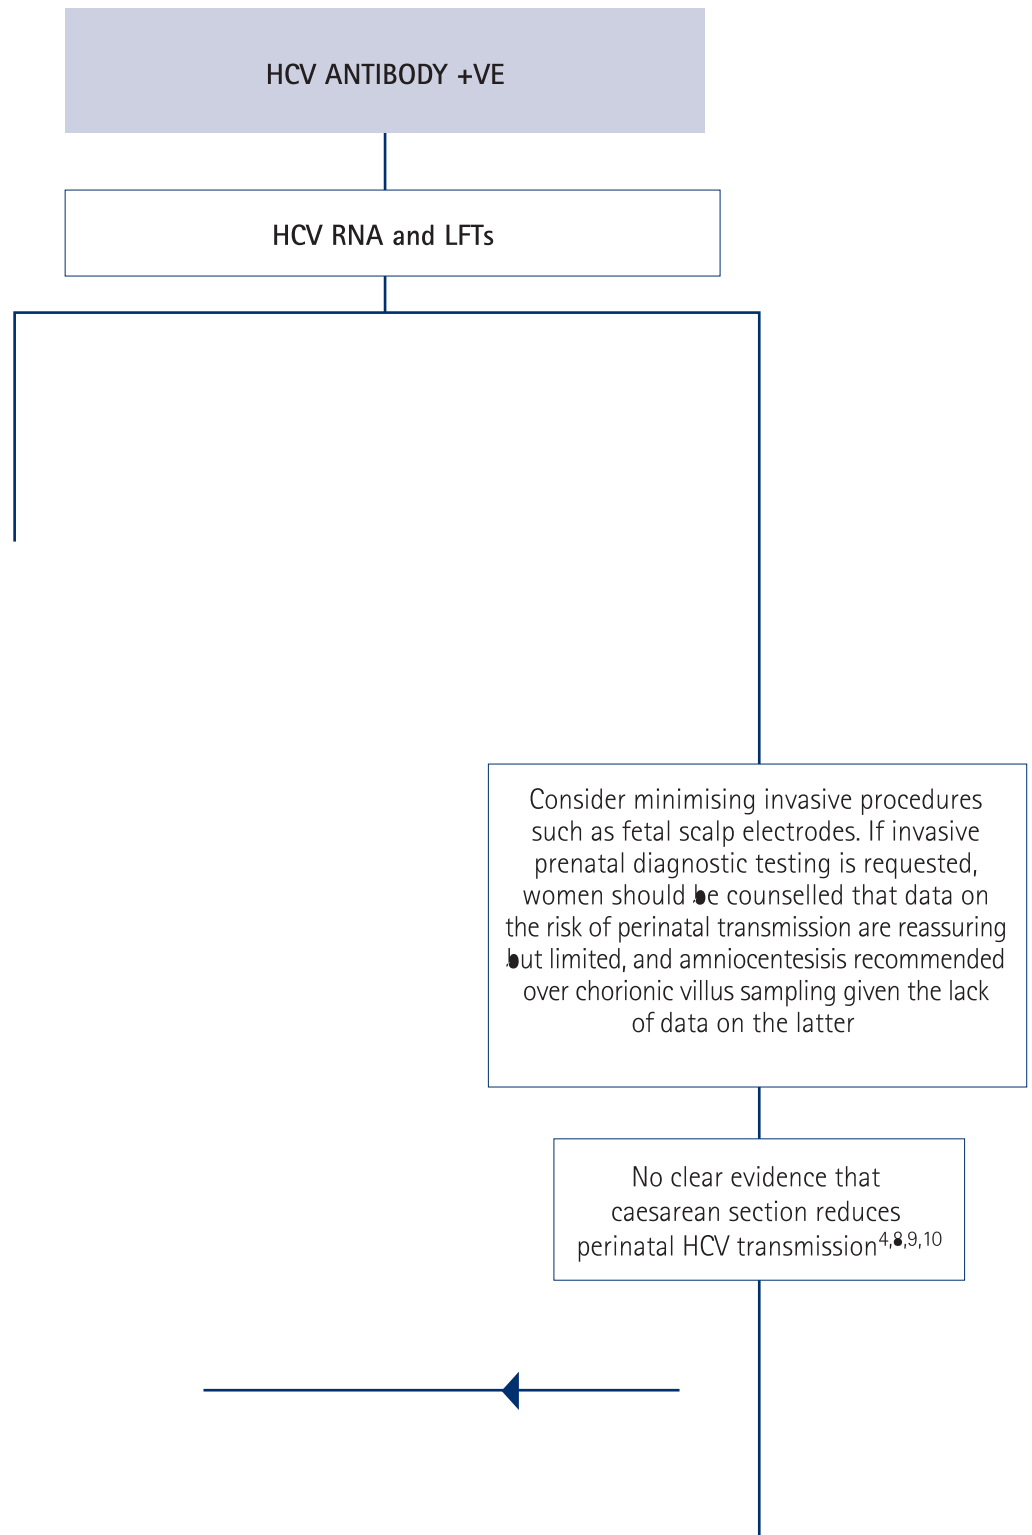 HCV ANTIBODY +VE
HCV RNA and LFTs
Consider minimising invasive procedures
such as fetal scalp electrodes. If invasive
prenatal diagnostic testing is requested,
women should be counselled that data on
the risk of perinatal transmission are reassuring
but limited, and amniocentesisis recommended
over chorionic villus sampling given the lack
of data on the latter
No clear evidence that
caesarean section reduces
perinatal HCV transmission4,8,9,10